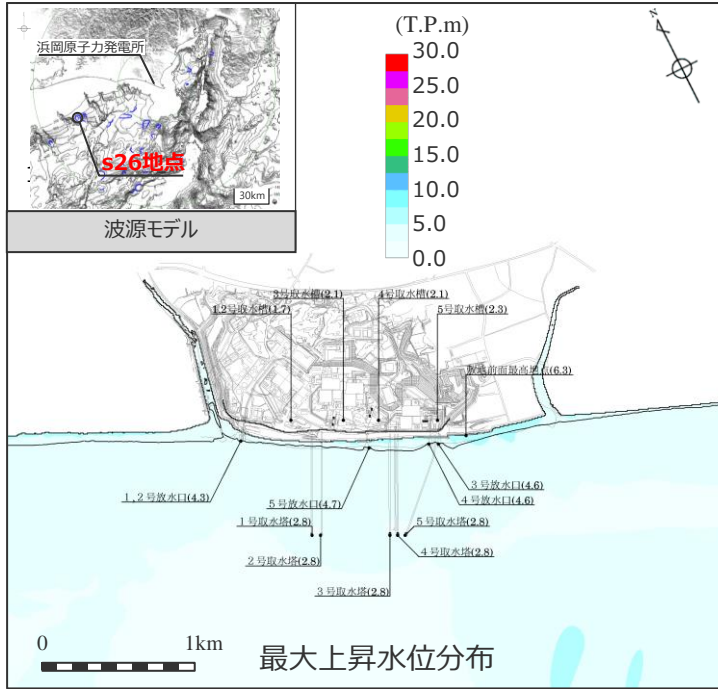 浜岡原子力発電所
s26地点
30km
波源モデル
(T.P.m)
30.0
25.0
20.0
15.0
10.0
5.0
0.0
N
3号取水槽(2.1)
4号取水槽(2.1)
1,2号取水槽(1.7)
5号取水槽(2.3)
敷地前面最高地点(6.3)
3号放水口(4.6)
1,2号放水口(4.3)
5号放水口(4.7)
4号放水口(4.6)
1号取水塔(2.8)
5号取水塔(2.8)
2号取水塔(2.8)
4号取水塔(2.8)
3号取水塔(2.8)
0
1km
最大上昇水位分布